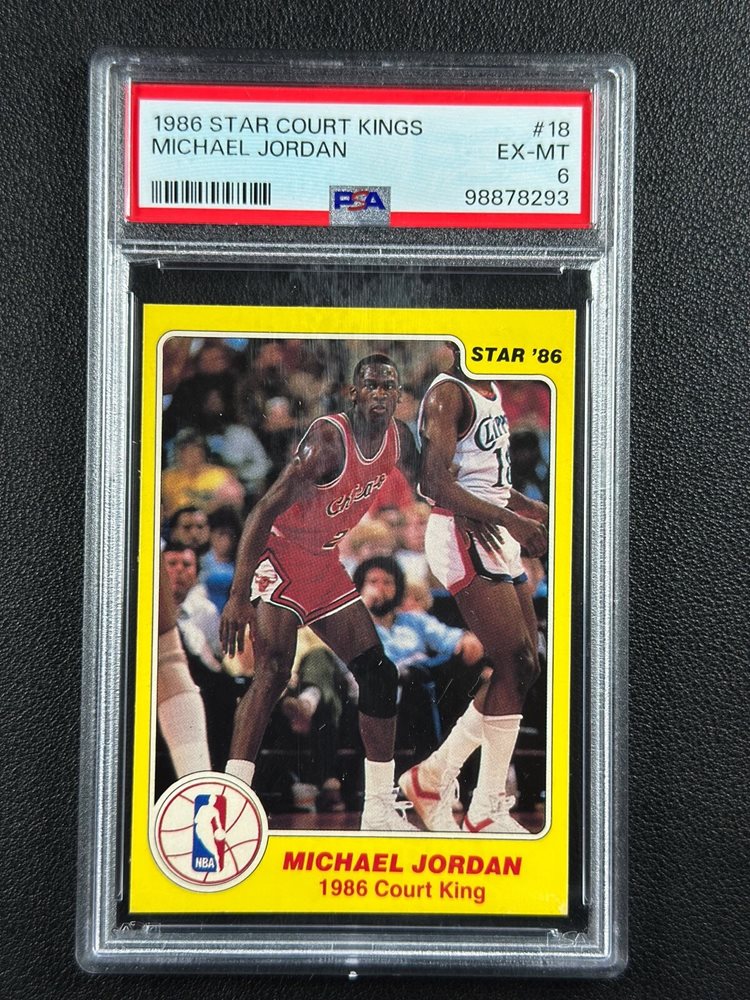 1986 STAR COURT KINGS #18
MICHAEL JORDAN EX-MT
6
PSA 98878293
STAR '86
Chicago
CLIPP
18
NBA
MICHAEL JORDAN
1986 Court King